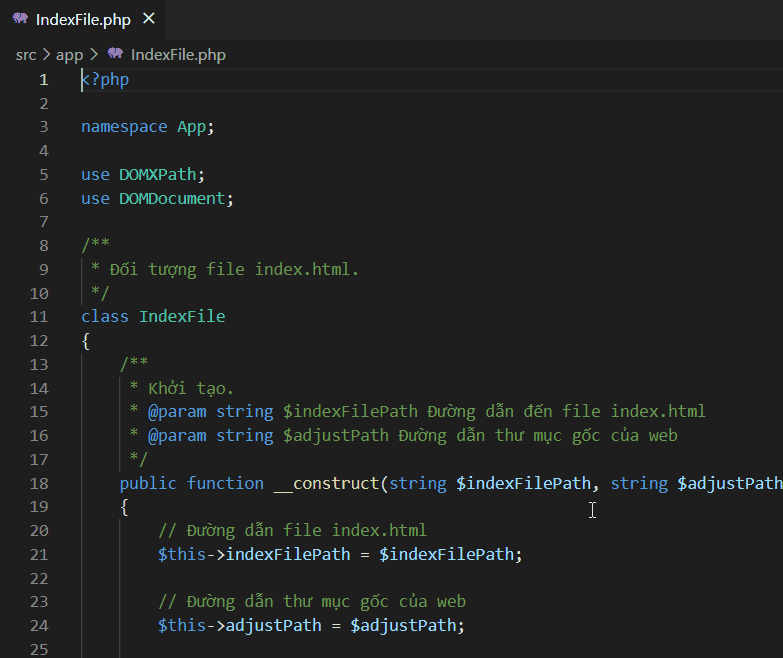 IndexFile.php
src > app > IndexFile.php
1 <?php
2
3 namespace App;
4
5 use DOMXPath;
6 use DOMDocument;
7
8 /**
9 * Đối tượng file index.html.
10 */
11 class IndexFile
12 {
13 /**
14 * Khởi tạo.
15 * @param string $indexFilePath Đường dẫn đến file index.html
16 * @param string $adjustPath Đường dẫn thư mục gốc của web
17 */
18 public function __construct(string $indexFilePath, string $adjustPath
19 {
20 // Đường dẫn file index.html
21 $this->indexFilePath = $indexFilePath;
22
23 // Đường dẫn thư mục gốc của web
24 $this->adjustPath = $adjustPath;
25